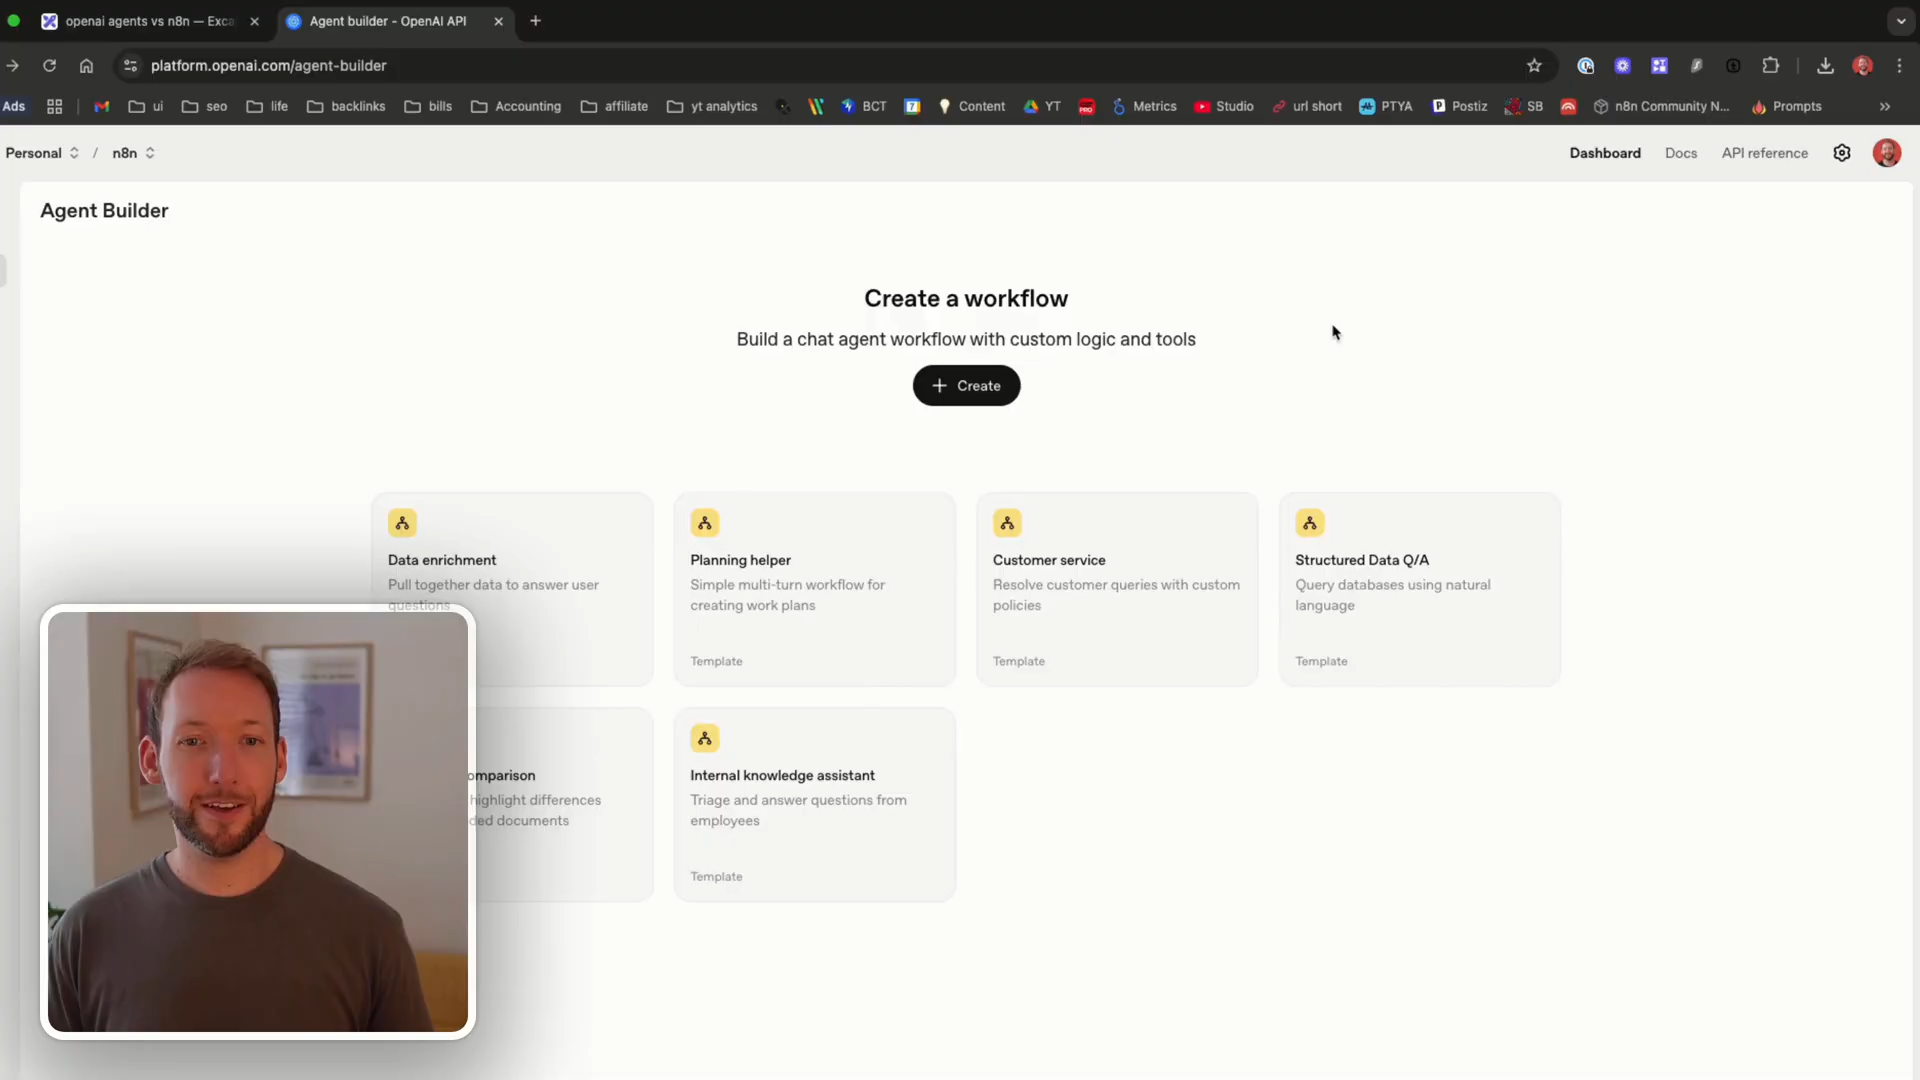 openai agents vs n8n — Exca
Agent builder - OpenAI API
platform.openai.com/agent-builder
Ads
ui
seo
life
backlinks
bills
Accounting
affiliate
yt analytics
BCT
7
Content
YT
PRO
Metrics
Studio
url short
PTYA
Postiz
SB
n8n Community N...
Prompts
Personal / n8n
Dashboard
Docs
API reference
Agent Builder
Create a workflow
Build a chat agent workflow with custom logic and tools
+ Create
Data enrichment
Pull together data to answer user
questions
Planning helper
Simple multi-turn workflow for
creating work plans
Template
Customer service
Resolve customer queries with custom
policies
Template
Structured Data Q/A
Query databases using natural
language
Template
omparison
highlight differences
ded documents
Internal knowledge assistant
Triage and answer questions from
employees
Template